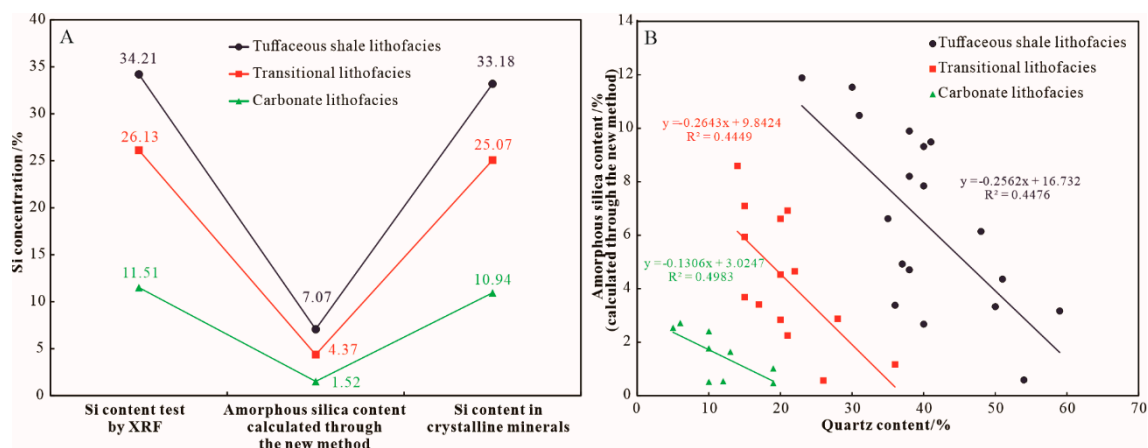 A
Tuffaceous shale lithofacies
Transitional lithofacies
Carbonate lithofacies
40
35
30
25
20
15
10
5
0
Si concentration /%
34.21
26.13
11.51
7.07
4.37
1.52
33.18
25.07
10.94
Si content test
by XRF
Amorphous silica content
calculated through
the new method
Si content in
crystalline minerals
B
Tuffaceous shale lithofacies
Transitional lithofacies
Carbonate lithofacies
14
12
10
8
6
4
2
0
Amorphous silica content /%
(calculated through the new method)
y=-0.2643x + 9.8424
R² = 0.4449
y =-0.2562x + 16.732
R² = 0.4476
y=-0.1306x + 3.0247
R² = 0.4983
0 10 20 30 40 50 60 70
Quartz content/%